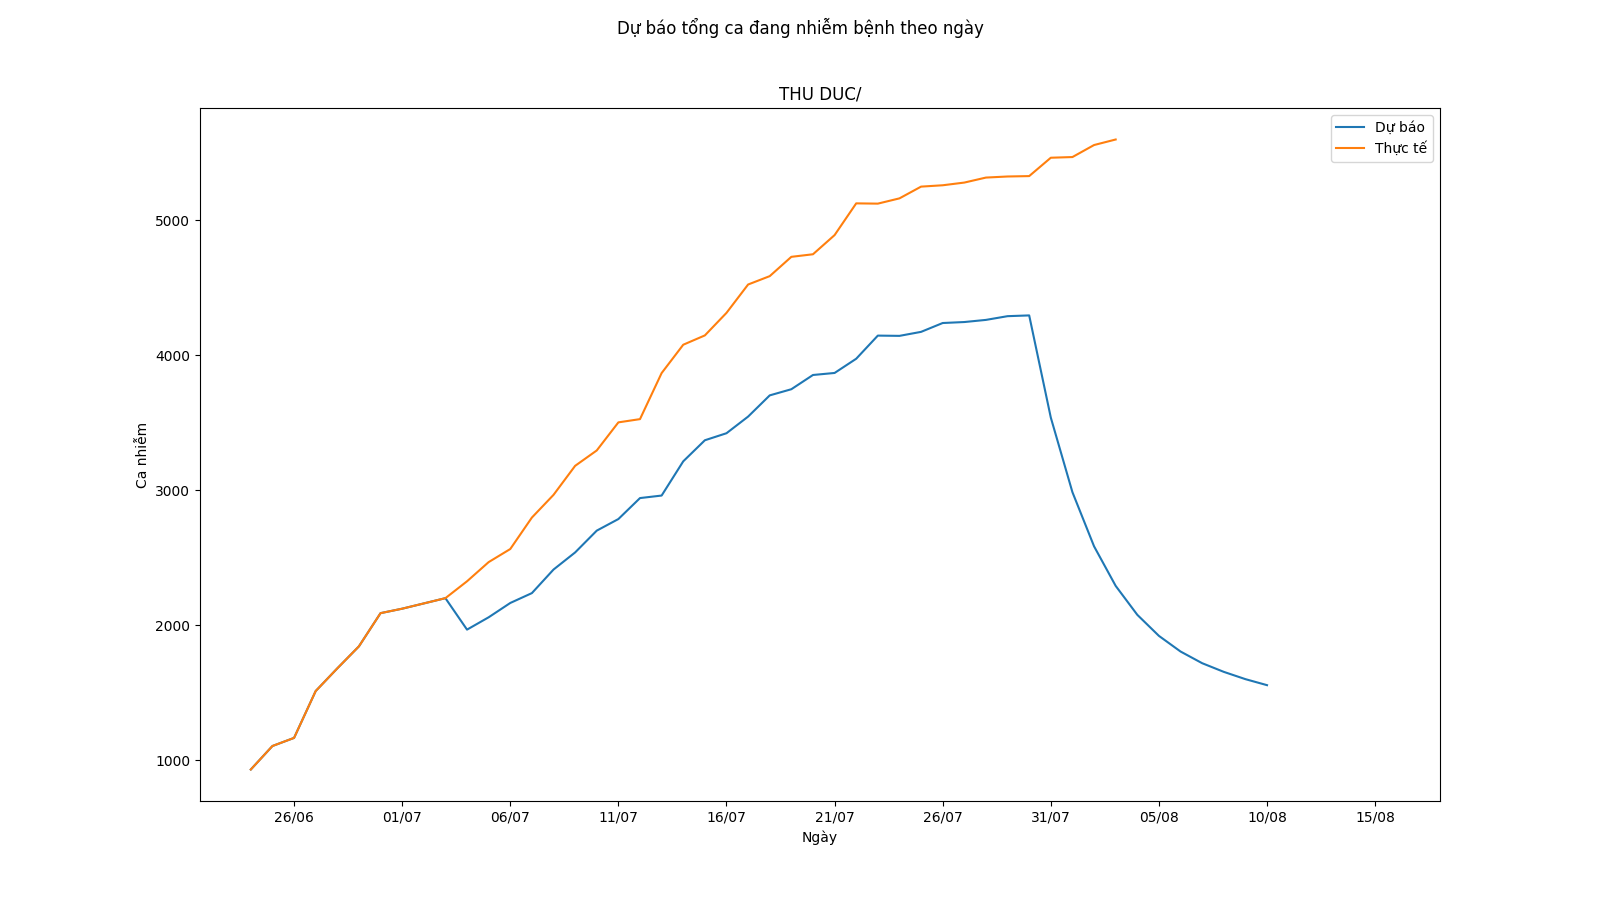 Dự báo tổng ca đang nhiễm bệnh theo ngày
THU DUC/
Dự báo
Thực tế
5000
4000
3000
2000
1000
Ca nhiễm
26/06 01/07 06/07 11/07 16/07 21/07 26/07 31/07 05/08 10/08 15/08
Ngày